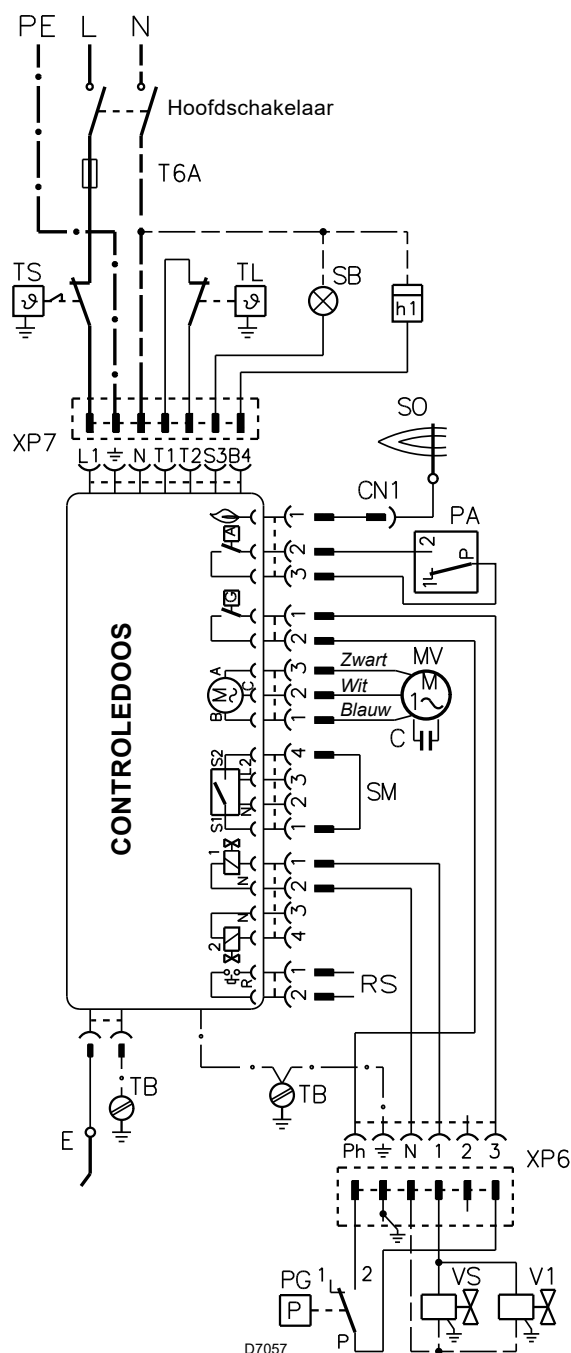 PE L N
Hoofdschakelaar
T6A
TS
TL
SB
h1
XP7
L1 N T1 T2 S3 B4
SO
CN1
1
PA
A
2
3
2
1
P
G
1
2
CONTROLEDOOS
A
M
C
B
3
2
1
Zwart
Wit
Blauw
MV
M
1
C
S2
L2
N
S1
4
3
2
1
SM
1
N
1
2
N
2
3
4
R
1
2
RS
TB
TB
E
Ph N 1 2 3
XP6
PG
P
1
2
P
VS
V1
D7057